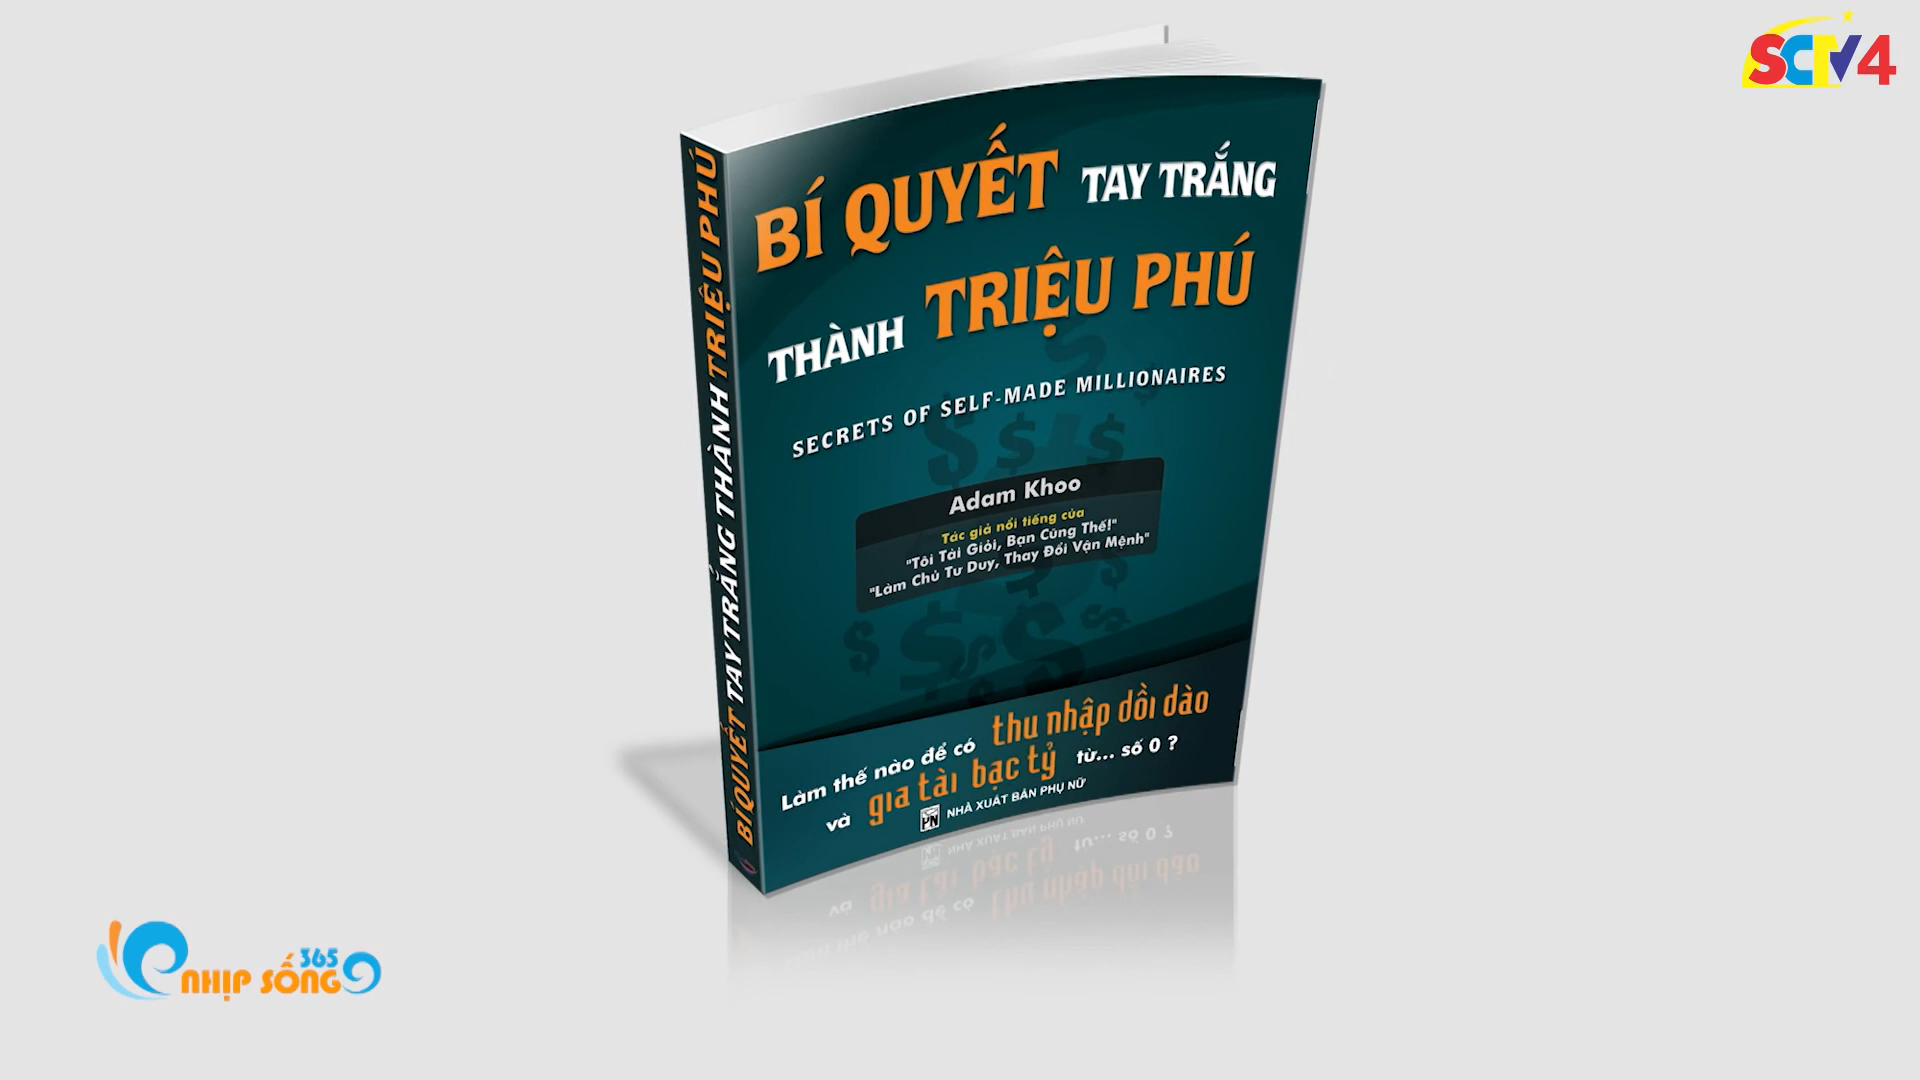 SCTV4
BÍ QUYẾT TAY TRẮNG
THÀNH TRIỆU PHÚ
SECRETS OF SELF-MADE MILLIONAIRES
Adam Khoo
Tác giả nổi tiếng của
"Tôi Tài Giỏi, Bạn Cũng Thế!"
"Làm Chủ Tư Duy, Thay Đổi Vận Mệnh"
Làm thế nào để có thu nhập dồi dào
và gia tài bạc tỷ từ... số 0 ?
PN NHÀ XUẤT BẢN PHỤ NỮ
BÍ QUYẾT TAY TRẮNG THÀNH TRIỆU PHÚ
365
NHỊP SỐNG